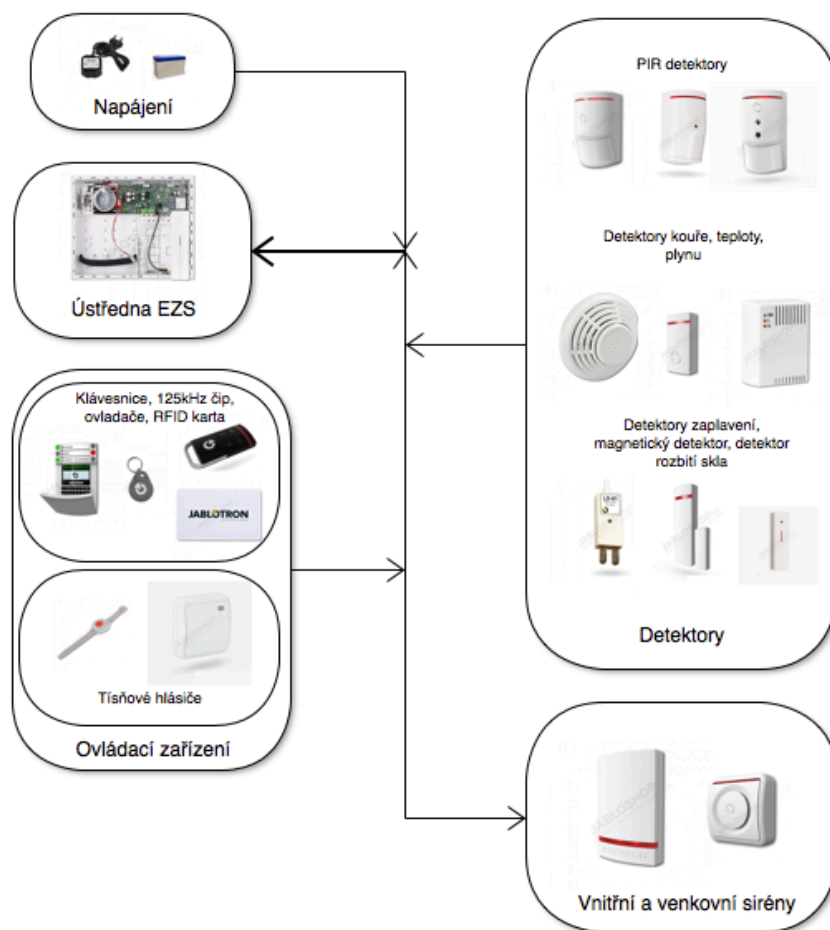 Napájení
Ústředna EZS
Klávesnice, 125kHz čip,
ovladače, RFID karta
JABLOTRON
Tísňové hlásiče
Ovládací zařízení
PIR detektory
Detektory kouře, teploty,
plynu
Detektory zaplavení,
magnetický detektor, detektor
rozbití skla
Detektory
Vnitřní a venkovní sirény